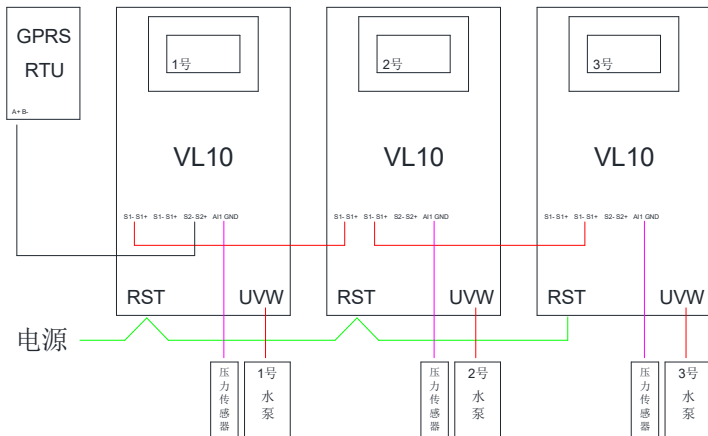 GPRS
RTU
A+ B-
1号
VL10
S1- S1+ S1- S1+ S2- S2+ AI1 GND
RST UVW
2号
VL10
S1- S1+ S1- S1+ S2- S2+ AI1 GND
RST UVW
3号
VL10
S1- S1+ S1- S1+ S2- S2+ AI1 GND
RST UVW
电源
压力传感器
1号
水
泵
压力传感器
2号
水
泵
压力传感器
3号
水
泵